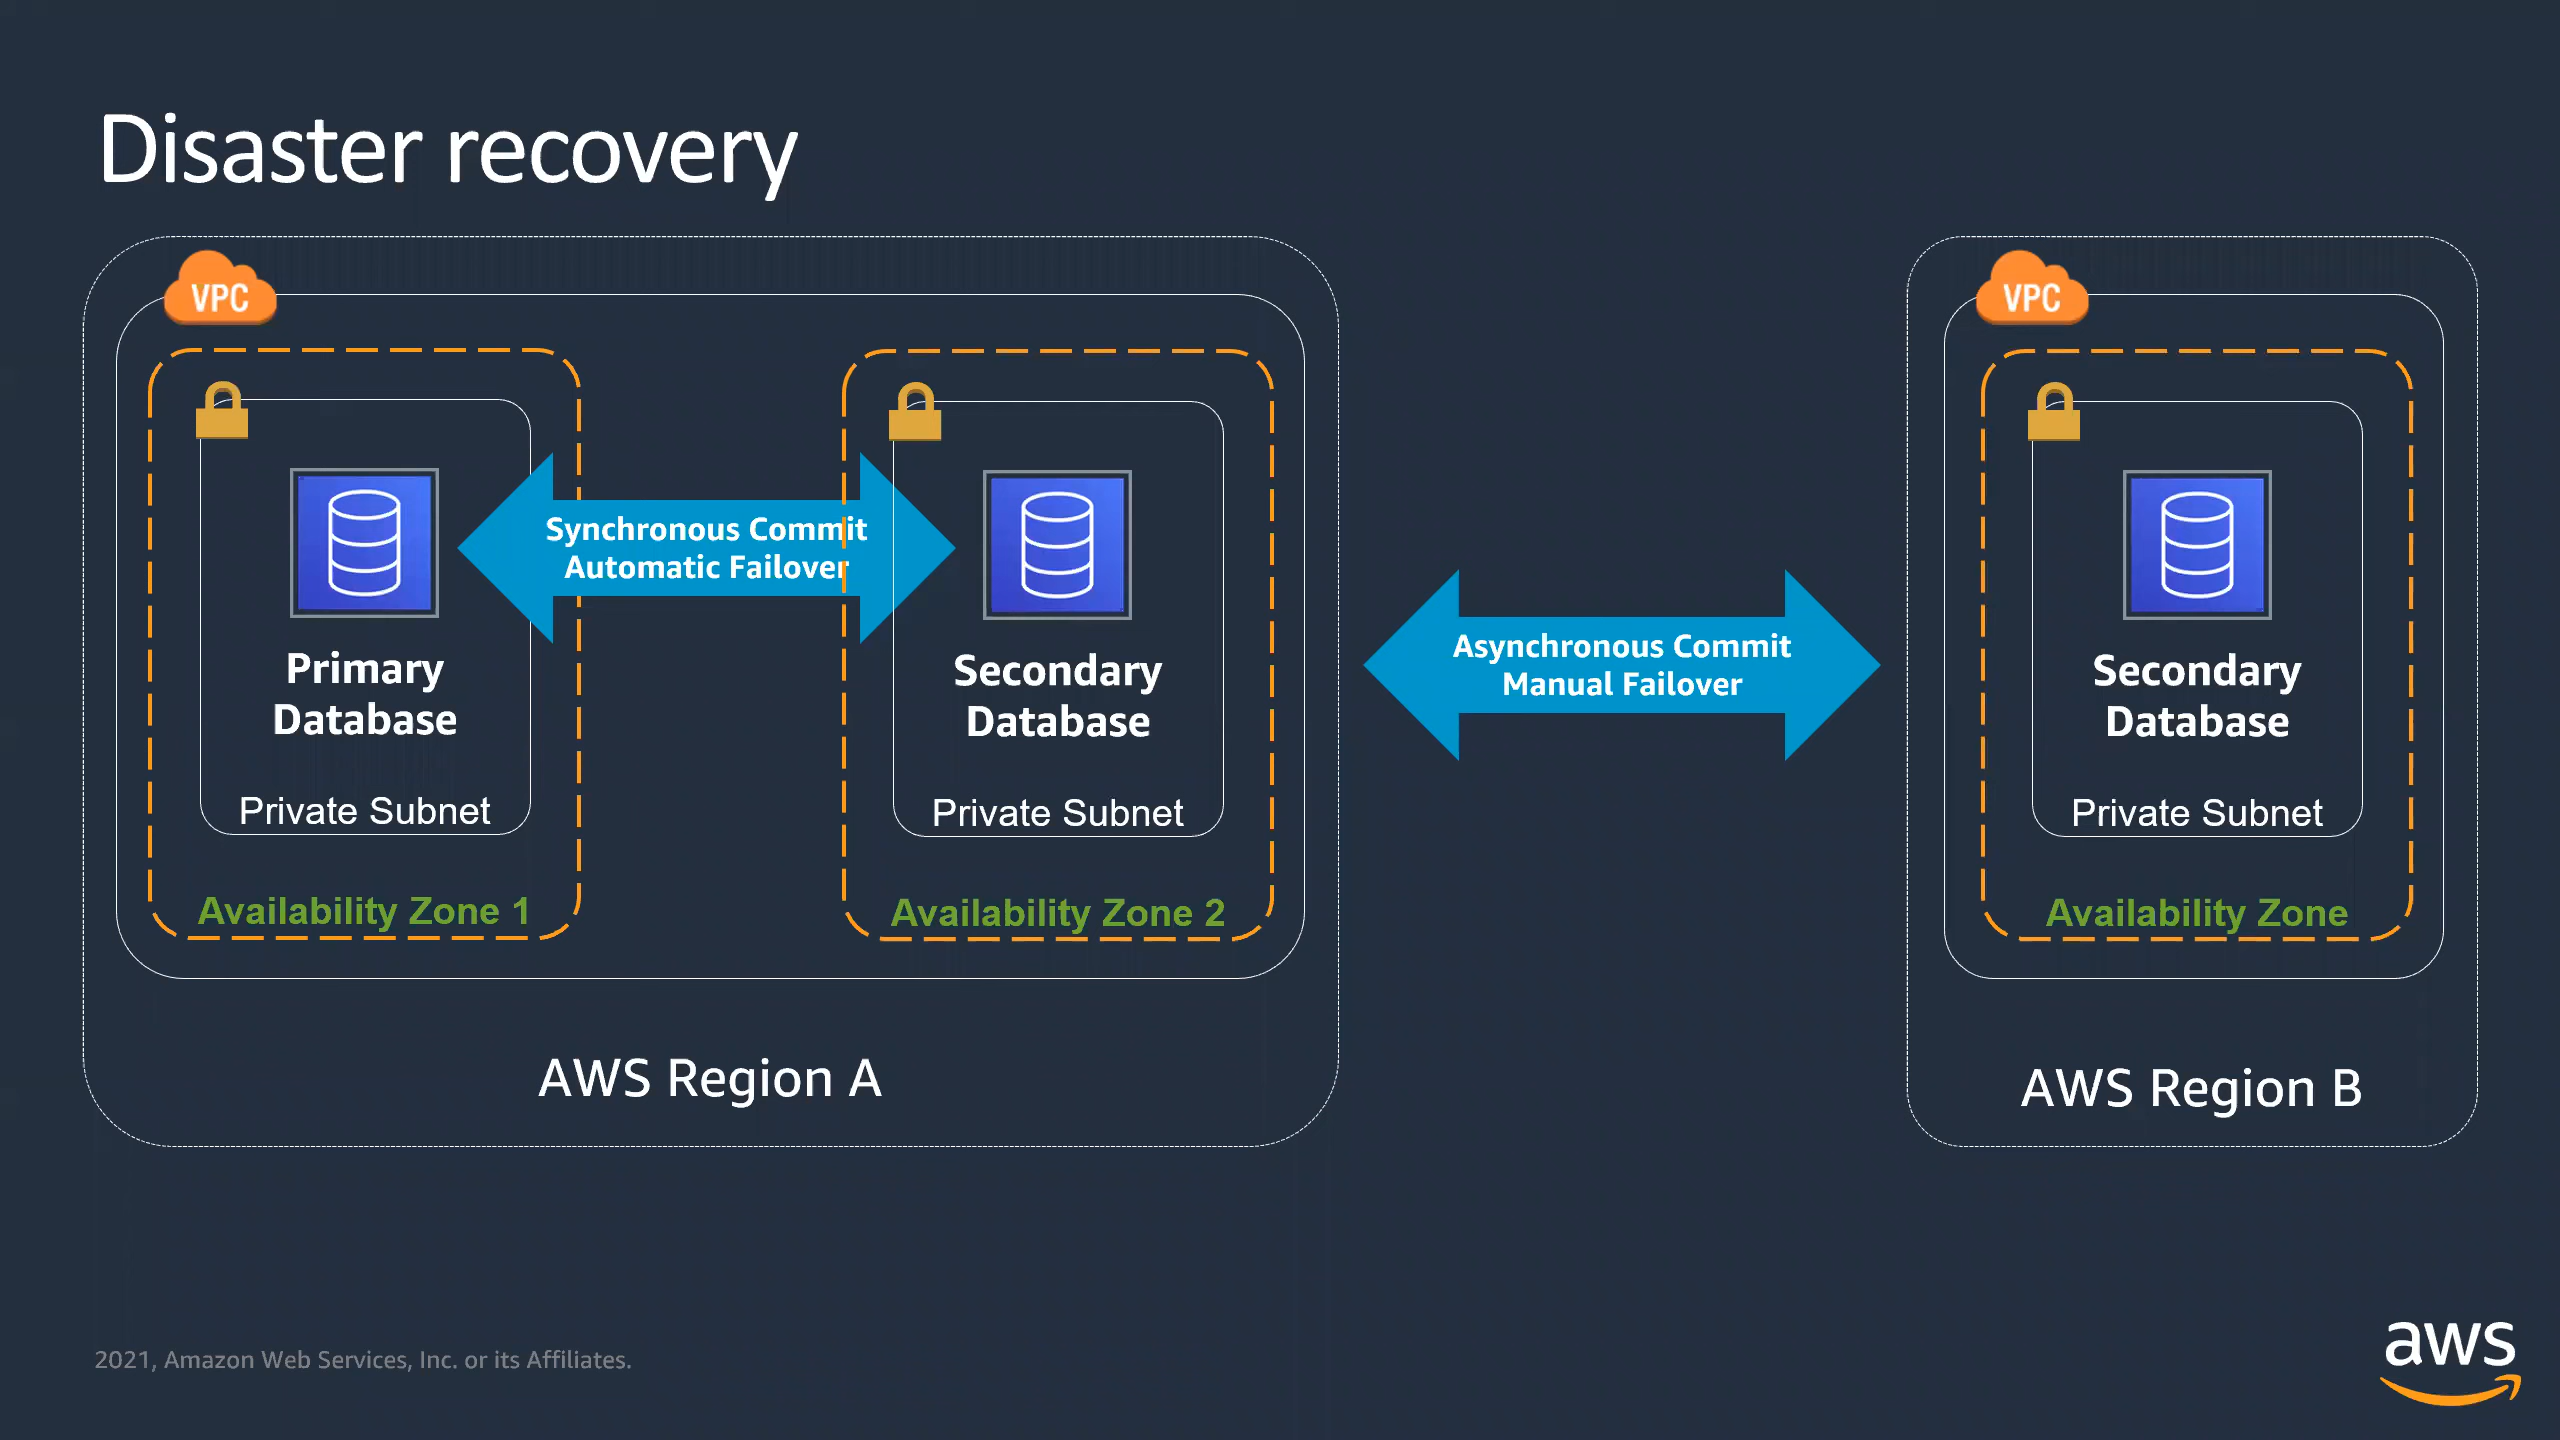 Disaster recovery
VPC
VPC
Synchronous Commit
Automatic Failover
Primary
Database
Private Subnet
Availability Zone 1
Secondary
Database
Private Subnet
Availability Zone 2
Asynchronous Commit
Manual Failover
Secondary
Database
Private Subnet
Availability Zone
AWS Region A
AWS Region B
2021, Amazon Web Services, Inc. or its Affiliates.
aws